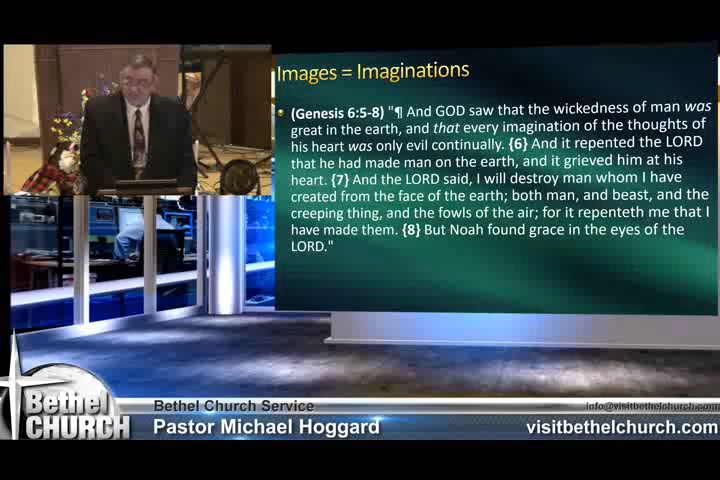 Images = Imaginations
(Genesis 6:5-8) "¶ And GOD saw that the wickedness of man was
great in the earth, and that every imagination of the thoughts of
his heart was only evil continually. {6} And it repented the LORD
that he had made man on the earth, and it grieved him at his
heart. {7} And the LORD said, I will destroy man whom I have
created from the face of the earth; both man, and beast, and the
creeping thing, and the fowls of the air; for it repenteth me that I
have made them. {8} But Noah found grace in the eyes of the
LORD."
Bethel
CHURCH
Bethel Church Service
info@visitbethelchurch.com
Pastor Michael Hoggard
visitbethelchurch.com